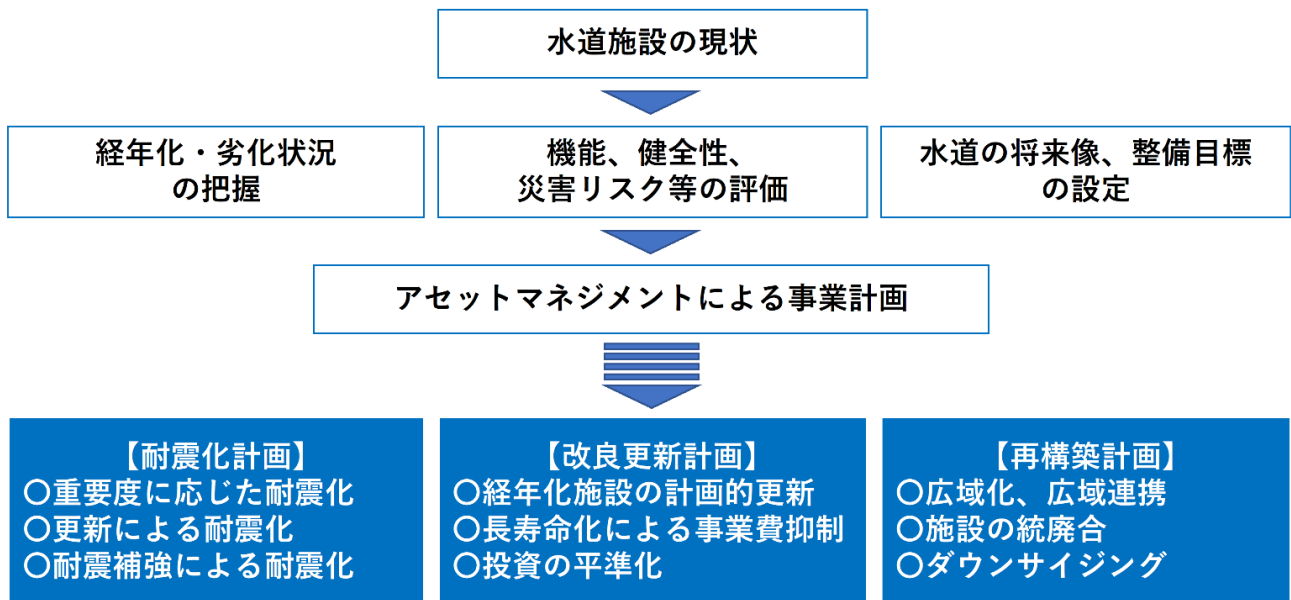 水道施設の現状
経年化・劣化状況
の把握
機能、健全性、
災害リスク等の評価
水道の将来像、整備目標
の設定
アセットマネジメントによる事業計画
【耐震化計画】
〇重要度に応じた耐震化
〇更新による耐震化
〇耐震補強による耐震化
【改良更新計画】
〇経年化施設の計画的更新
〇長寿命化による事業費抑制
〇投資の平準化
【再構築計画】
〇広域化、広域連携
〇施設の統廃合
〇ダウンサイジング